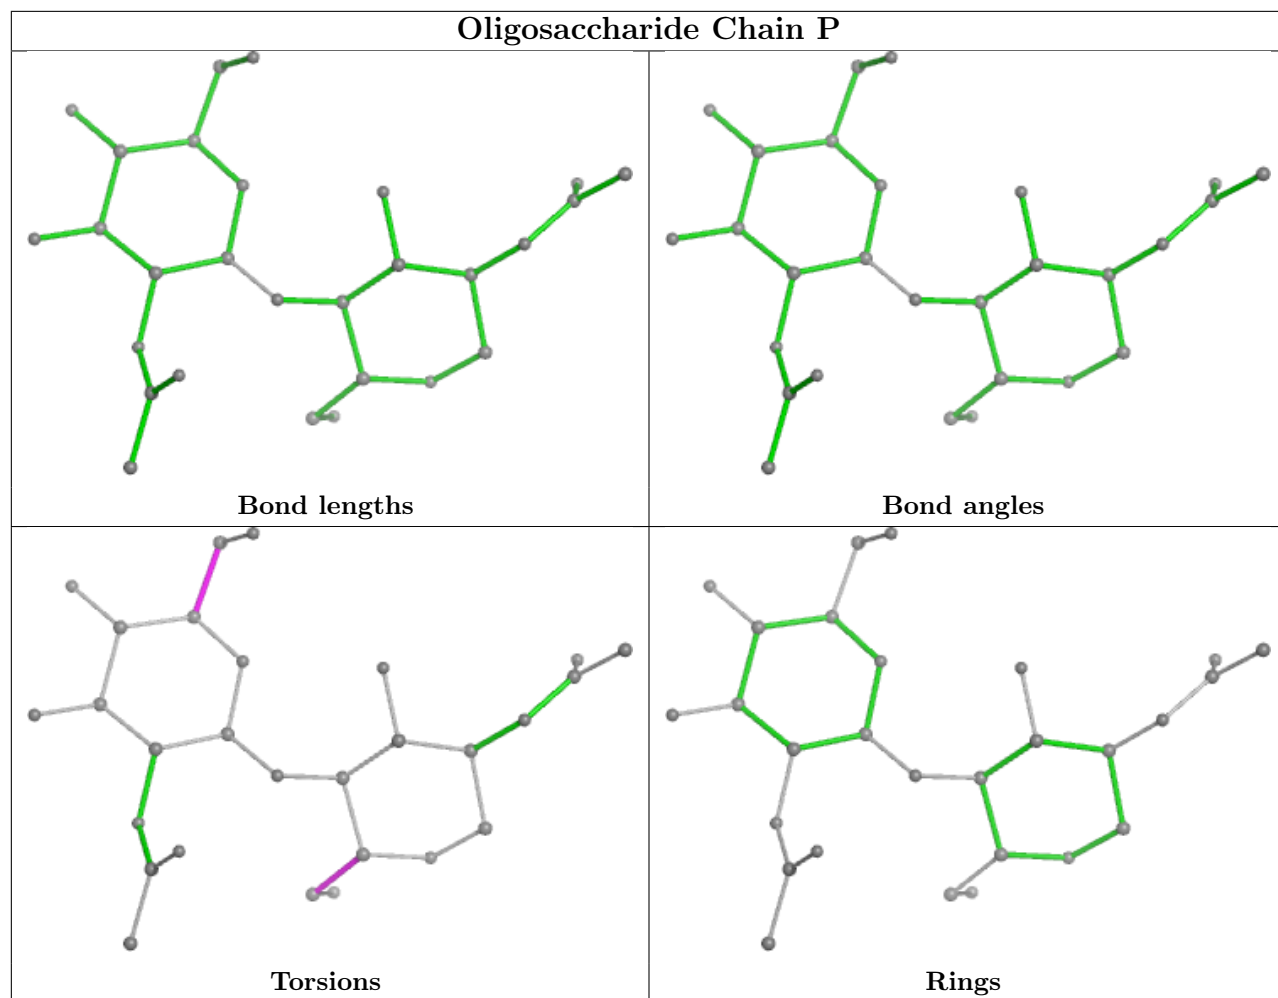 Oligosaccharide Chain P
Bond lengths
Bond angles
Torsions
Rings